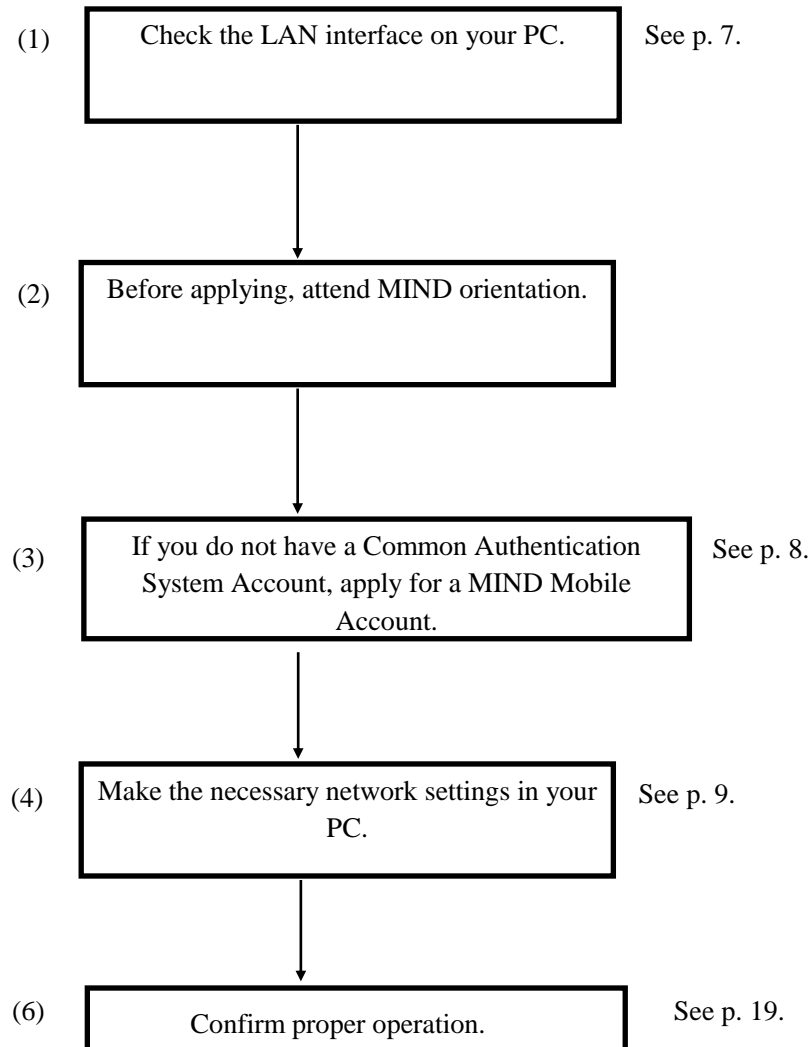 (1) Check the LAN interface on your PC. See p. 7.
(2) Before applying, attend MIND orientation.
(3) If you do not have a Common Authentication See p. 8.
System Account, apply for a MIND Mobile
Account.
(4) Make the necessary network settings in your See p. 9.
PC.
(6) Confirm proper operation. See p. 19.